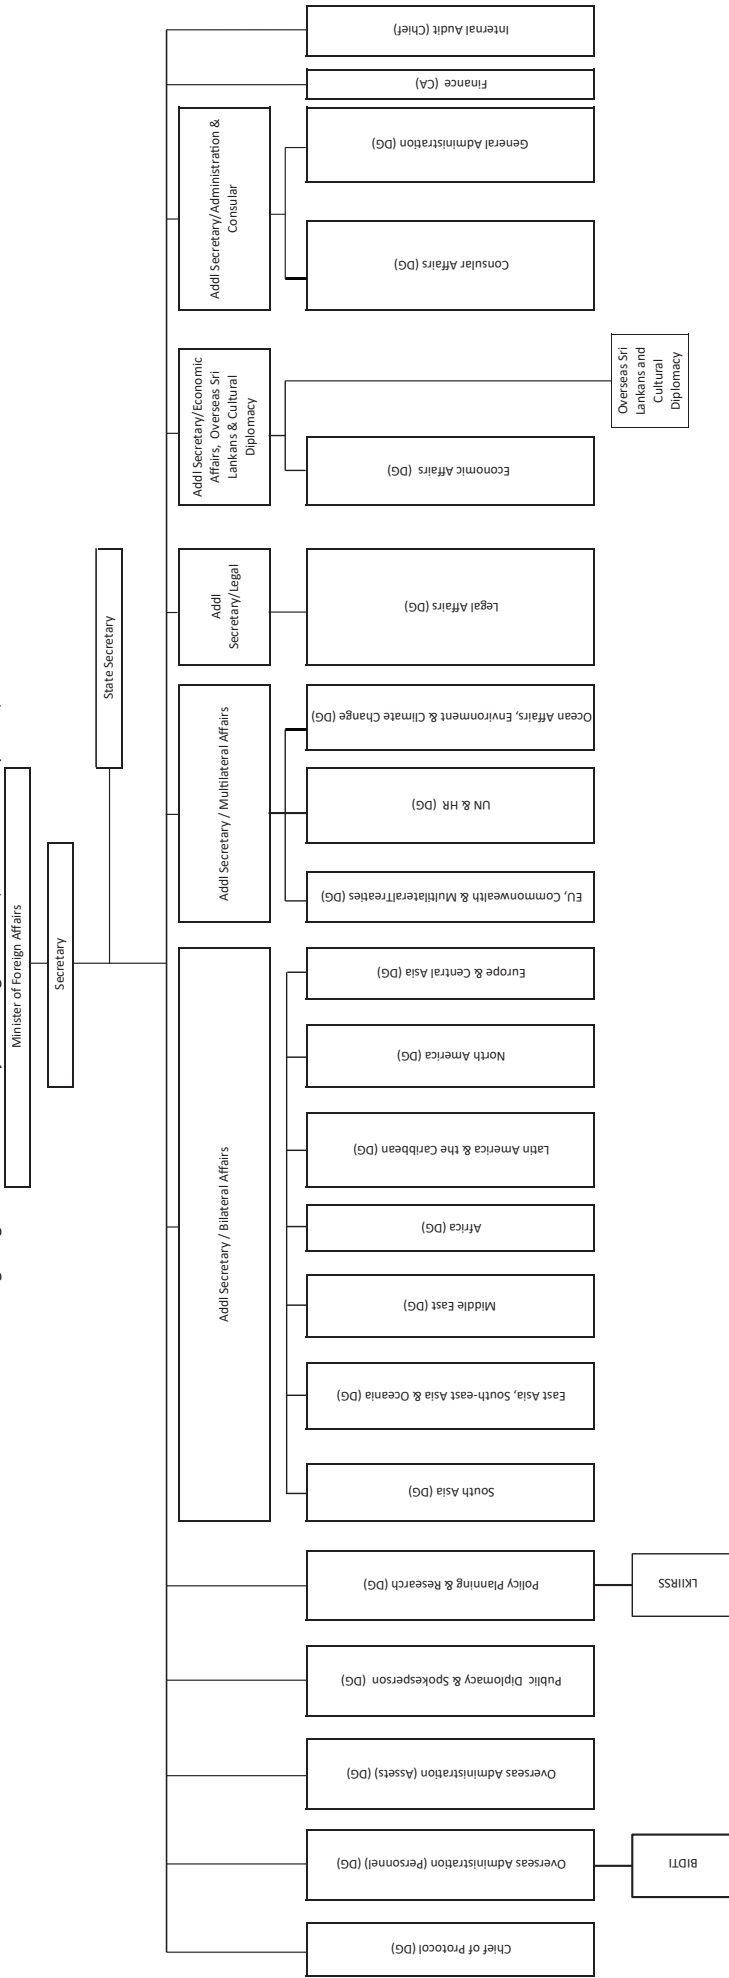 Minister of Foreign Affairs
Secretary
State Secretary
Addl Secretary / Bilateral Affairs
Addl Secretary / Multilateral Affairs
Addl
Secretary/Legal
Addl Secretary/Economic
Affairs, Overseas Sri
Lankans & Cultural
Diplomacy
Addl Secretary/Administration &
Consular
Chief of Protocol (DG)
Overseas Administration (Personnel) (DG)
Overseas Administration (Assets) (DG)
Public Diplomacy & Spokesperson (DG)
Policy Planning & Research (DG)
South Asia (DG)
East Asia, South-east Asia & Oceania (DG)
Middle East (DG)
Africa (DG)
Latin America & the Caribbean (DG)
North America (DG)
Europe & Central Asia (DG)
EU, Commonwealth & MultilateralTreaties (DG)
UN & HR (DG)
Ocean Affairs, Environment & Climate Change (DG)
Legal Affairs (DG)
Economic Affairs (DG)
Consular Affairs (DG)
General Administration (DG)
Finance (CA)
Internal Audit (Chief)
BIDTI
LKIIRSS
Overseas Sri
Lankans and
Cultural
Diplomacy